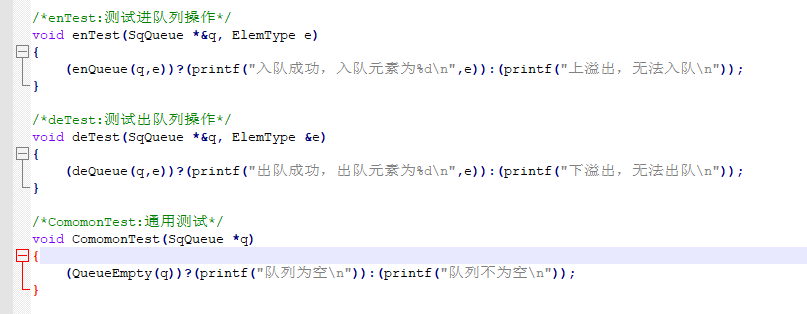 /*enTest:测试进队列操作*/
void enTest(SqQueue *&q, ElemType e)
{
    (enQueue(q,e))?(printf("入队成功，入队元素为%d\n",e)):(printf("上溢出，无法入队\n"));
}
/*deTest:测试出队列操作*/
void deTest(SqQueue *&q, ElemType &e)
{
    (deQueue(q,e))?(printf("出队成功，出队元素为%d\n",e)):(printf("下溢出，无法出队\n"));
}
/*ComomonTest:通用测试*/
void ComomonTest(SqQueue *q)
{
    (QueueEmpty(q))?(printf("队列为空\n")):(printf("队列不为空\n"));
}